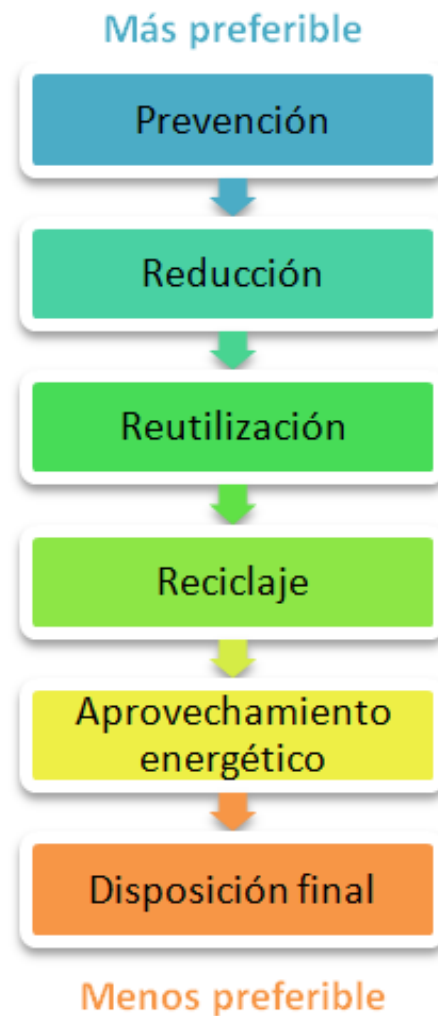 Más preferible
Prevención
Reducción
Reutilización
Reciclaje
Aprovechamiento
energético
Disposición final
Menos preferible